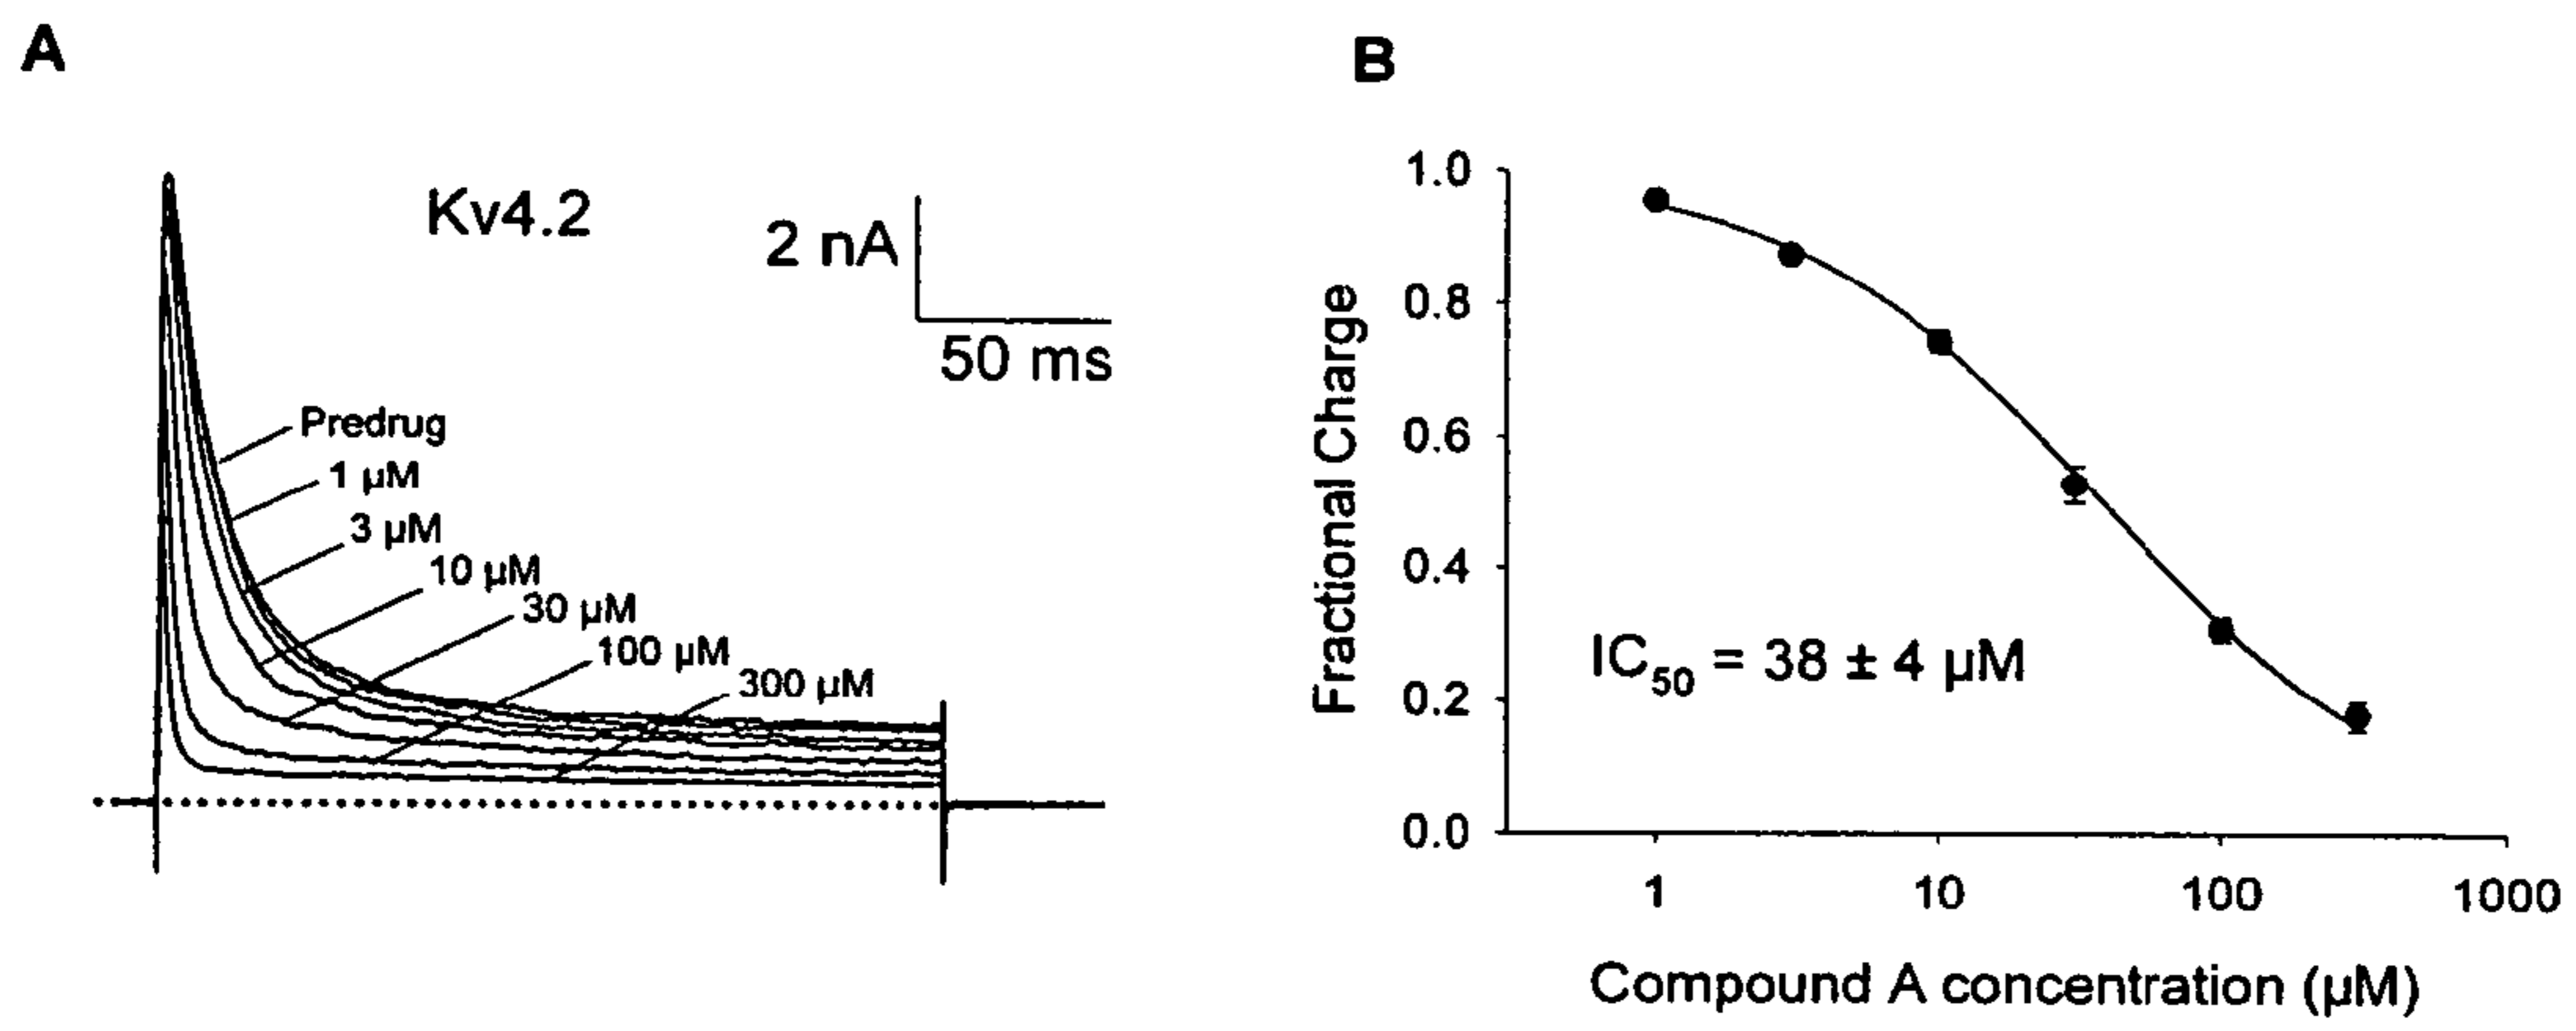 A
Kv4.2
2 nA
50 ms
Predrug
1 µM
3 µM
10 µM
30 µM
100 µM
300 µM
B
Fractional Charge
1.0
0.8
0.6
0.4
0.2
0.0
IC50 = 38 ± 4 µM
1 10 100 1000
Compound A concentration (µM)